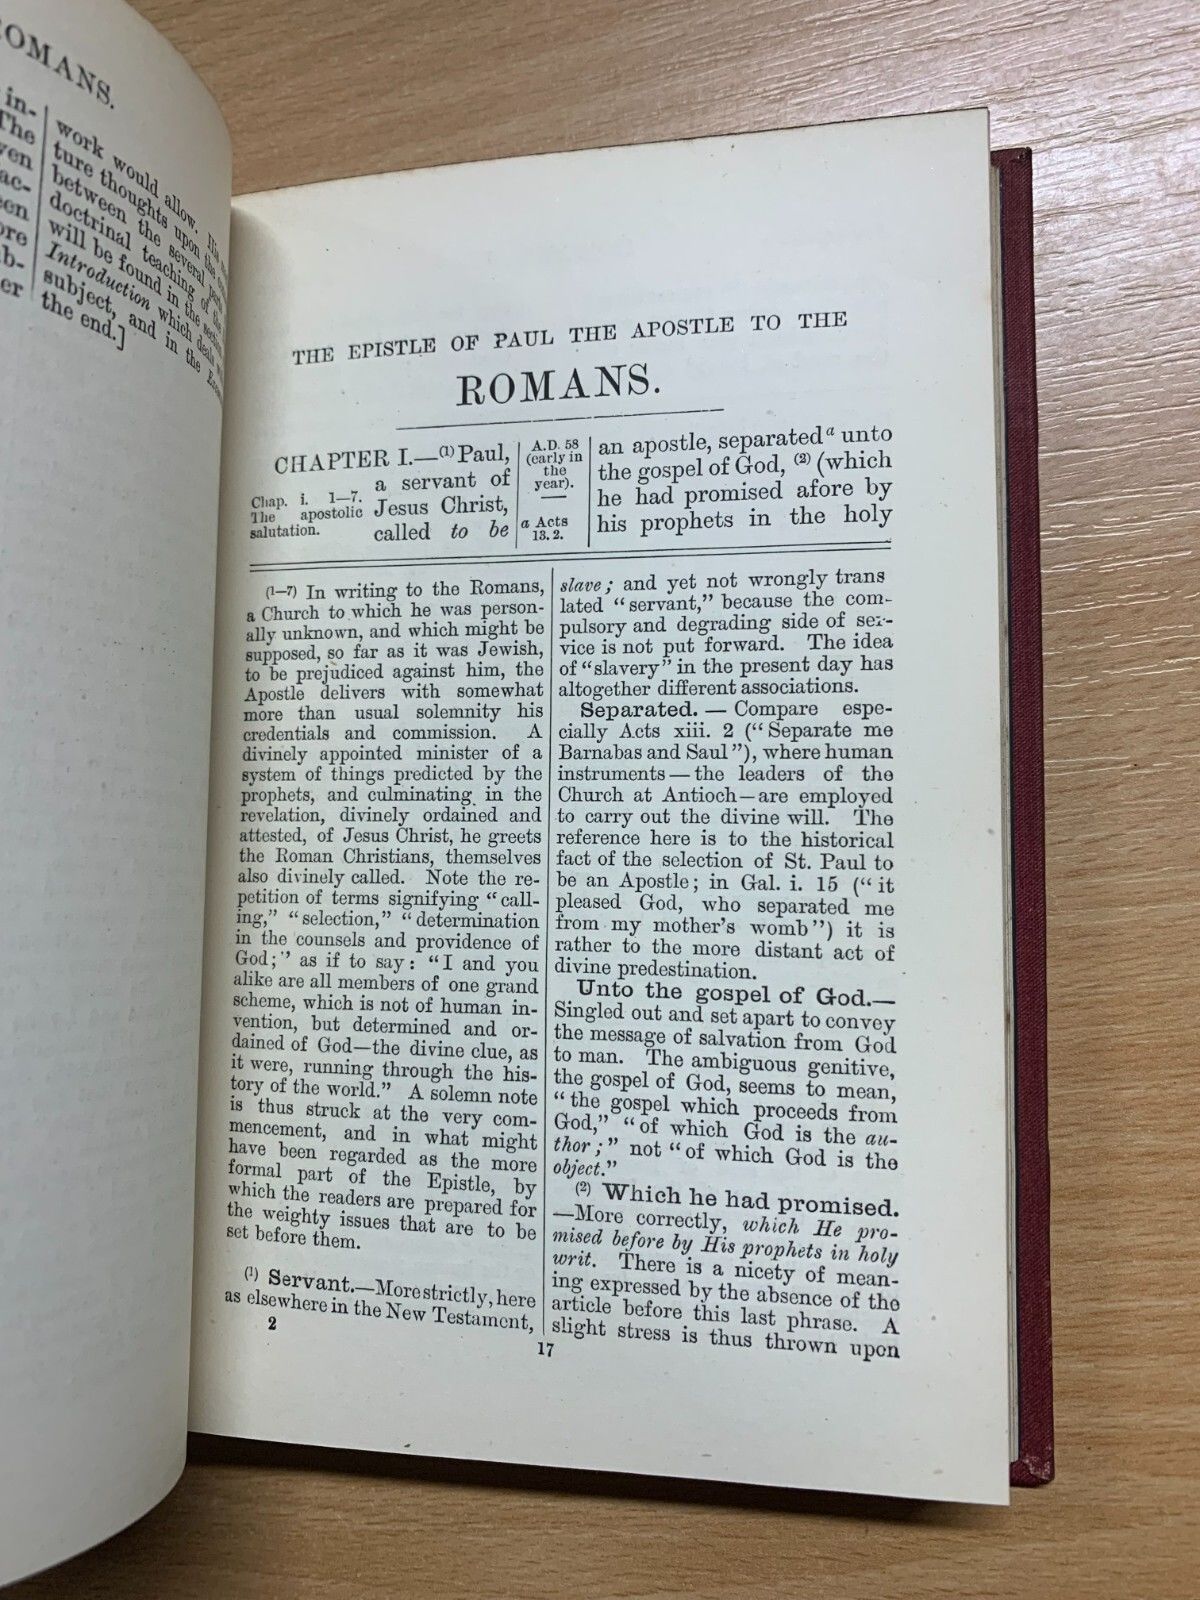 ROMANS.
in-
The
ven
ac-
een
ore
ub-
er
work would allow. His
ture thoughts upon the
between the several parts
doctrinal teaching of the
will be found in the section
Introduction which deals
subject, and in the
the end.]
THE EPISTLE OF PAUL THE APOSTLE TO THE
ROMANS.
CHAPTER I.—(1) Paul,
a servant of
Jesus Christ,
called to be
Chap. i. 1—7.
The apostolic
salutation.
A.D. 58
(early in
the
year).
a Acts
13. 2.
an apostle, separated a unto
the gospel of God, (2) (which
he had promised afore by
his prophets in the holy
(1—7) In writing to the Romans,
a Church to which he was person-
ally unknown, and which might be
supposed, so far as it was Jewish,
to be prejudiced against him, the
Apostle delivers with somewhat
more than usual solemnity his
credentials and commission. A
divinely appointed minister of a
system of things predicted by the
prophets, and culminating in the
revelation, divinely ordained and
attested, of Jesus Christ, he greets
the Roman Christians, themselves
also divinely called. Note the re-
petition of terms signifying “call-
ing,” “selection,” “determination
in the counsels and providence of
God;” as if to say: “I and you
alike are all members of one grand
scheme, which is not of human in-
vention, but determined and or-
dained of God—the divine clue, as
it were, running through the his-
tory of the world.” A solemn note
is thus struck at the very com-
mencement, and in what might
have been regarded as the more
formal part of the Epistle, by
which the readers are prepared for
the weighty issues that are to be
set before them.
(1) Servant.—More strictly, here
as elsewhere in the New Testament,
slave; and yet not wrongly trans
lated “servant,” because the com-
pulsory and degrading side of ser-
vice is not put forward. The idea
of “slavery” in the present day has
altogether different associations.
Separated. — Compare espe-
cially Acts xiii. 2 (“Separate me
Barnabas and Saul”), where human
instruments—the leaders of the
Church at Antioch—are employed
to carry out the divine will. The
reference here is to the historical
fact of the selection of St. Paul to
be an Apostle; in Gal. i. 15 (“it
pleased God, who separated me
from my mother’s womb”) it is
rather to the more distant act of
divine predestination.
Unto the gospel of God.—
Singled out and set apart to convey
the message of salvation from God
to man. The ambiguous genitive,
the gospel of God, seems to mean,
“the gospel which proceeds from
God,” “of which God is the au-
thor;” not “of which God is the
object.”
(2) Which he had promised.
—More correctly, which He pro-
mised before by His prophets in holy
writ. There is a nicety of mean-
ing expressed by the absence of the
article before this last phrase. A
slight stress is thus thrown upon
2
17